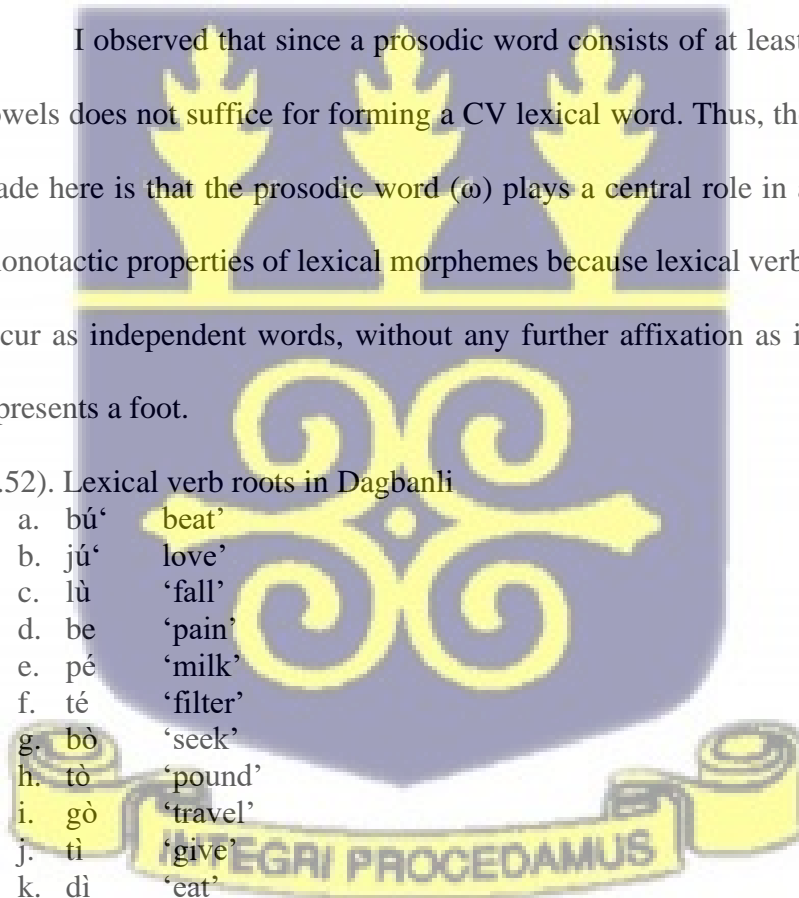 I observed that since a prosodic word consists of at least
owels does not suffice for forming a CV lexical word. Thus, th
ade here is that the prosodic word (ω) plays a central role in
onotactic properties of lexical morphemes because lexical verb
cur as independent words, without any further affixation as i
presents a foot.
.52). Lexical verb roots in Dagbanli
a. bú‘ beat’
b. jú‘ love’
c. lù ‘fall’
d. be ‘pain’
e. pé ‘milk’
f. té ‘filter’
g. bò ‘seek’
h. tò ‘pound’
i. gò ‘travel’
j. tì ‘give’
k. dì ‘eat’
INTEGRI PROCEDAMUS